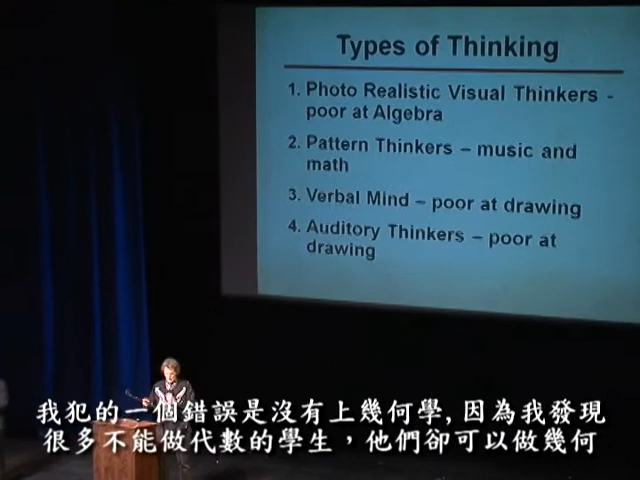 Types of Thinking
1. Photo Realistic Visual Thinkers -
poor at Algebra
2. Pattern Thinkers – music and
math
3. Verbal Mind – poor at drawing
4. Auditory Thinkers – poor at
drawing
我犯的一個錯誤是沒有上幾何學, 因為我發現
很多不能做代數的學生，他們卻可以做幾何